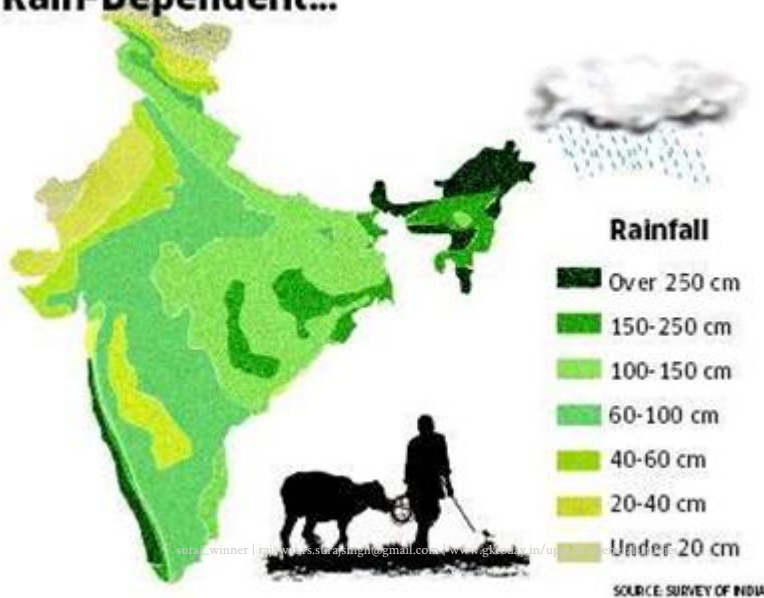 Rain-Dependent...
Rainfall
Over 250 cm
150-250 cm
100-150 cm
60-100 cm
40-60 cm
20-40 cm
Under 20 cm
SOURCE: SURVEY OF INDIA